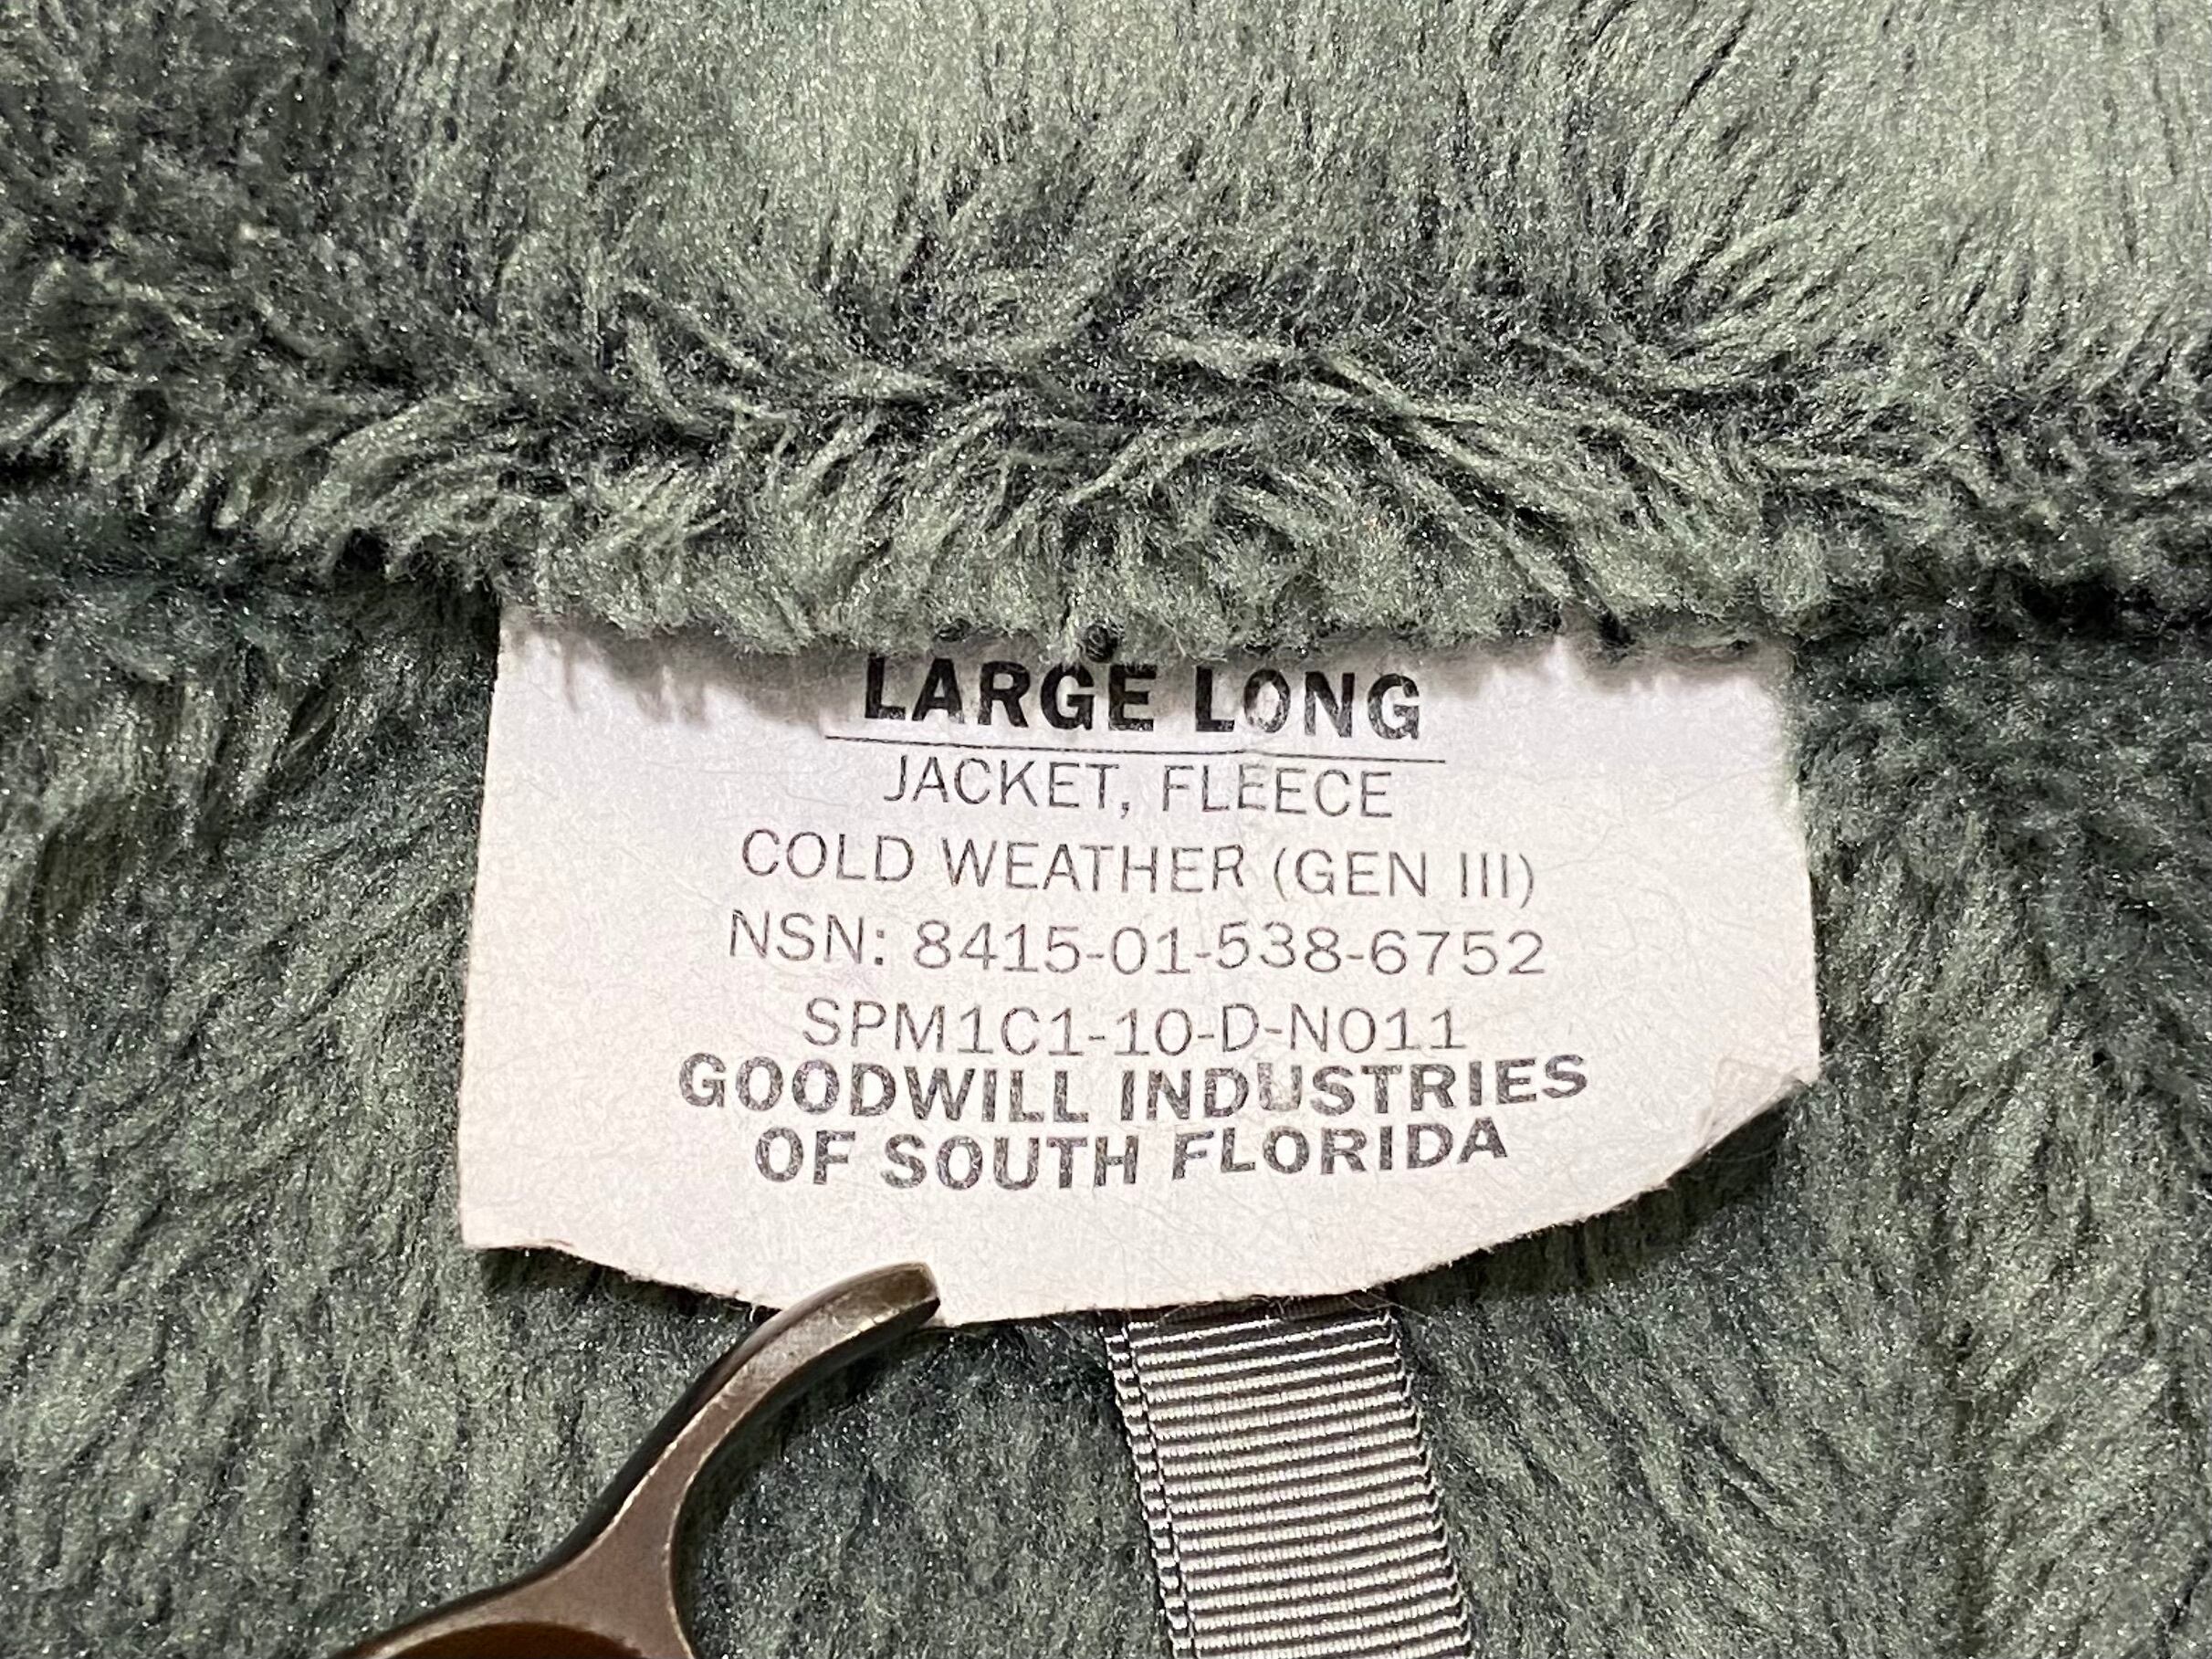 LARGE LONG
JACKET, FLEECE
COLD WEATHER (GEN III)
NSN: 8415-01-538-6752
SPM1C1-10-D-N011
GOODWILL INDUSTRIES
OF SOUTH FLORIDA